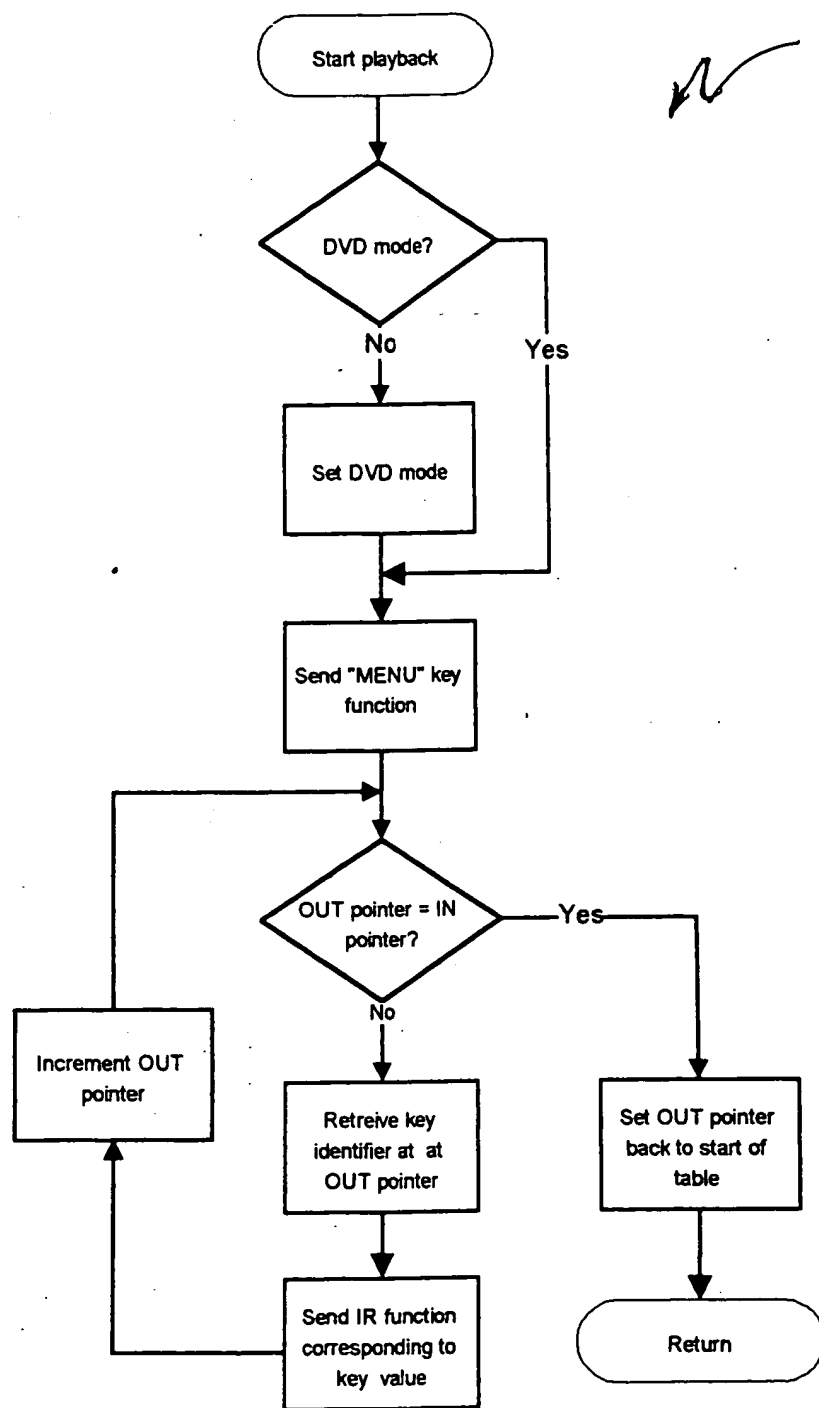 Start playback
DVD mode?
No
Yes
Set DVD mode
Send "MENU" key
function
OUT pointer = IN
pointer?
Yes
No
Increment OUT
pointer
Retreive key
identifier at at
OUT pointer
Set OUT pointer
back to start of
table
Send IR function
corresponding to
key value
Return